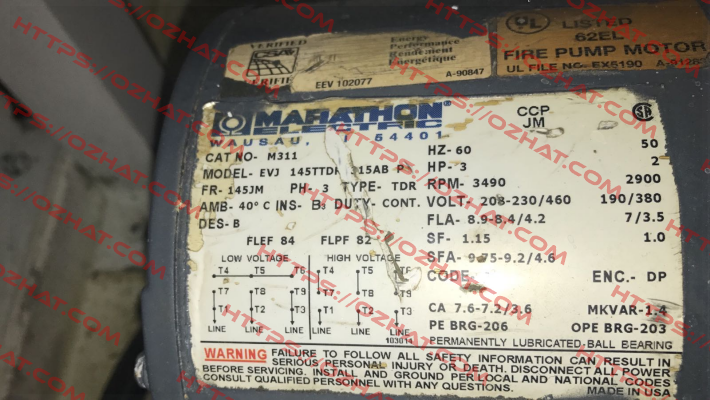 VERIFIED
VERIFIE
Energy
Performance
Rendement
Energétique
EEV 102077
A-90847
UL LISTED
62EL
FIRE PUMP MOTOR
UL FILE NO- EX5190
MARATHON
ELECTRIC
WAUSAU, 54401
CCP
JM
CAT NO- M311
HZ-60 50
MODEL- EVJ 145TTDR
HP-3 2
FR-145JM PH- 3 TYPE- TDR
RPM- 3490 2900
AMB- 40°C INS- B3 DUTY- CONT.
VOLT- 208-230/460 190/380
DES-B
FLA- 8.9-8.4/4.2 7/3.5
FLEF 84 FLPF 82
SF- 1.15 1.0
LOW VOLTAGE HIGH VOLTAGE
SFA- 9.75-9.2/4.6
T4 T5 T6 T4 T5 T6
CODE- ENC.- DP
T7 T8 T9 T7 T8 T9
T1 T2 T3 T1 T2
CA 7.6-7.2/3.6 MKVAR-1.4
LINE LINE LINE LINE LINE LINE
PE BRG-206 OPE BRG-203
103014
PERMANENTLY LUBRICATED BALL BEARING
WARNING FAILURE TO FOLLOW ALL SAFETY INFORMATION CAN RESULT IN
SERIOUS PERSONAL INJURY OR DEATH. DISCONNECT ALL POWER
BEFORE SERVICING. INSTALL AND GROUND PER LOCAL AND NATIONAL CODES
CONSULT QUALIFIED PERSONNEL WITH ANY QUESTIONS. MADE IN USA
HTTPS://OZHAT.COM